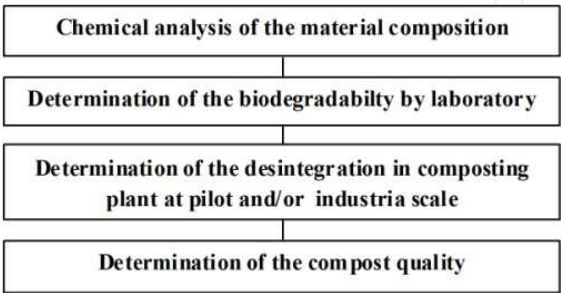 Chemical analysis of the material composition
Determination of the biodegradabilty by laboratory
Determination of the desintegration in composting
plant at pilot and/or industria scale
Determination of the compost quality